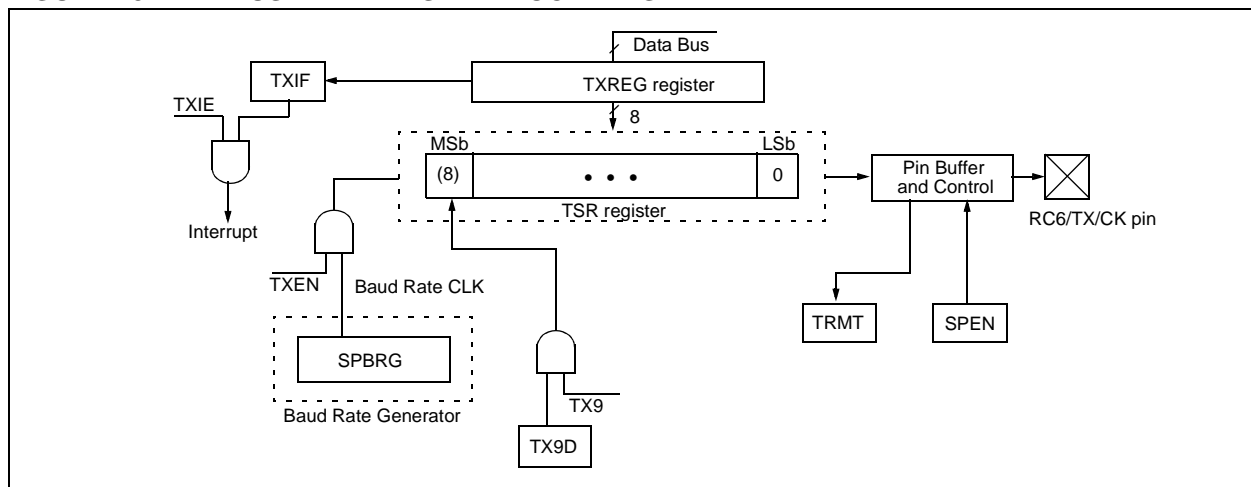 Data Bus
TXIF
TXREG register
TXIE
8
MSb
LSb
(8)
• • •
0
Pin Buffer
and Control
TSR register
Interrupt
RC6/TX/CK pin
TXEN
Baud Rate CLK
TRMT
SPEN
SPBRG
TX9
Baud Rate Generator
TX9D